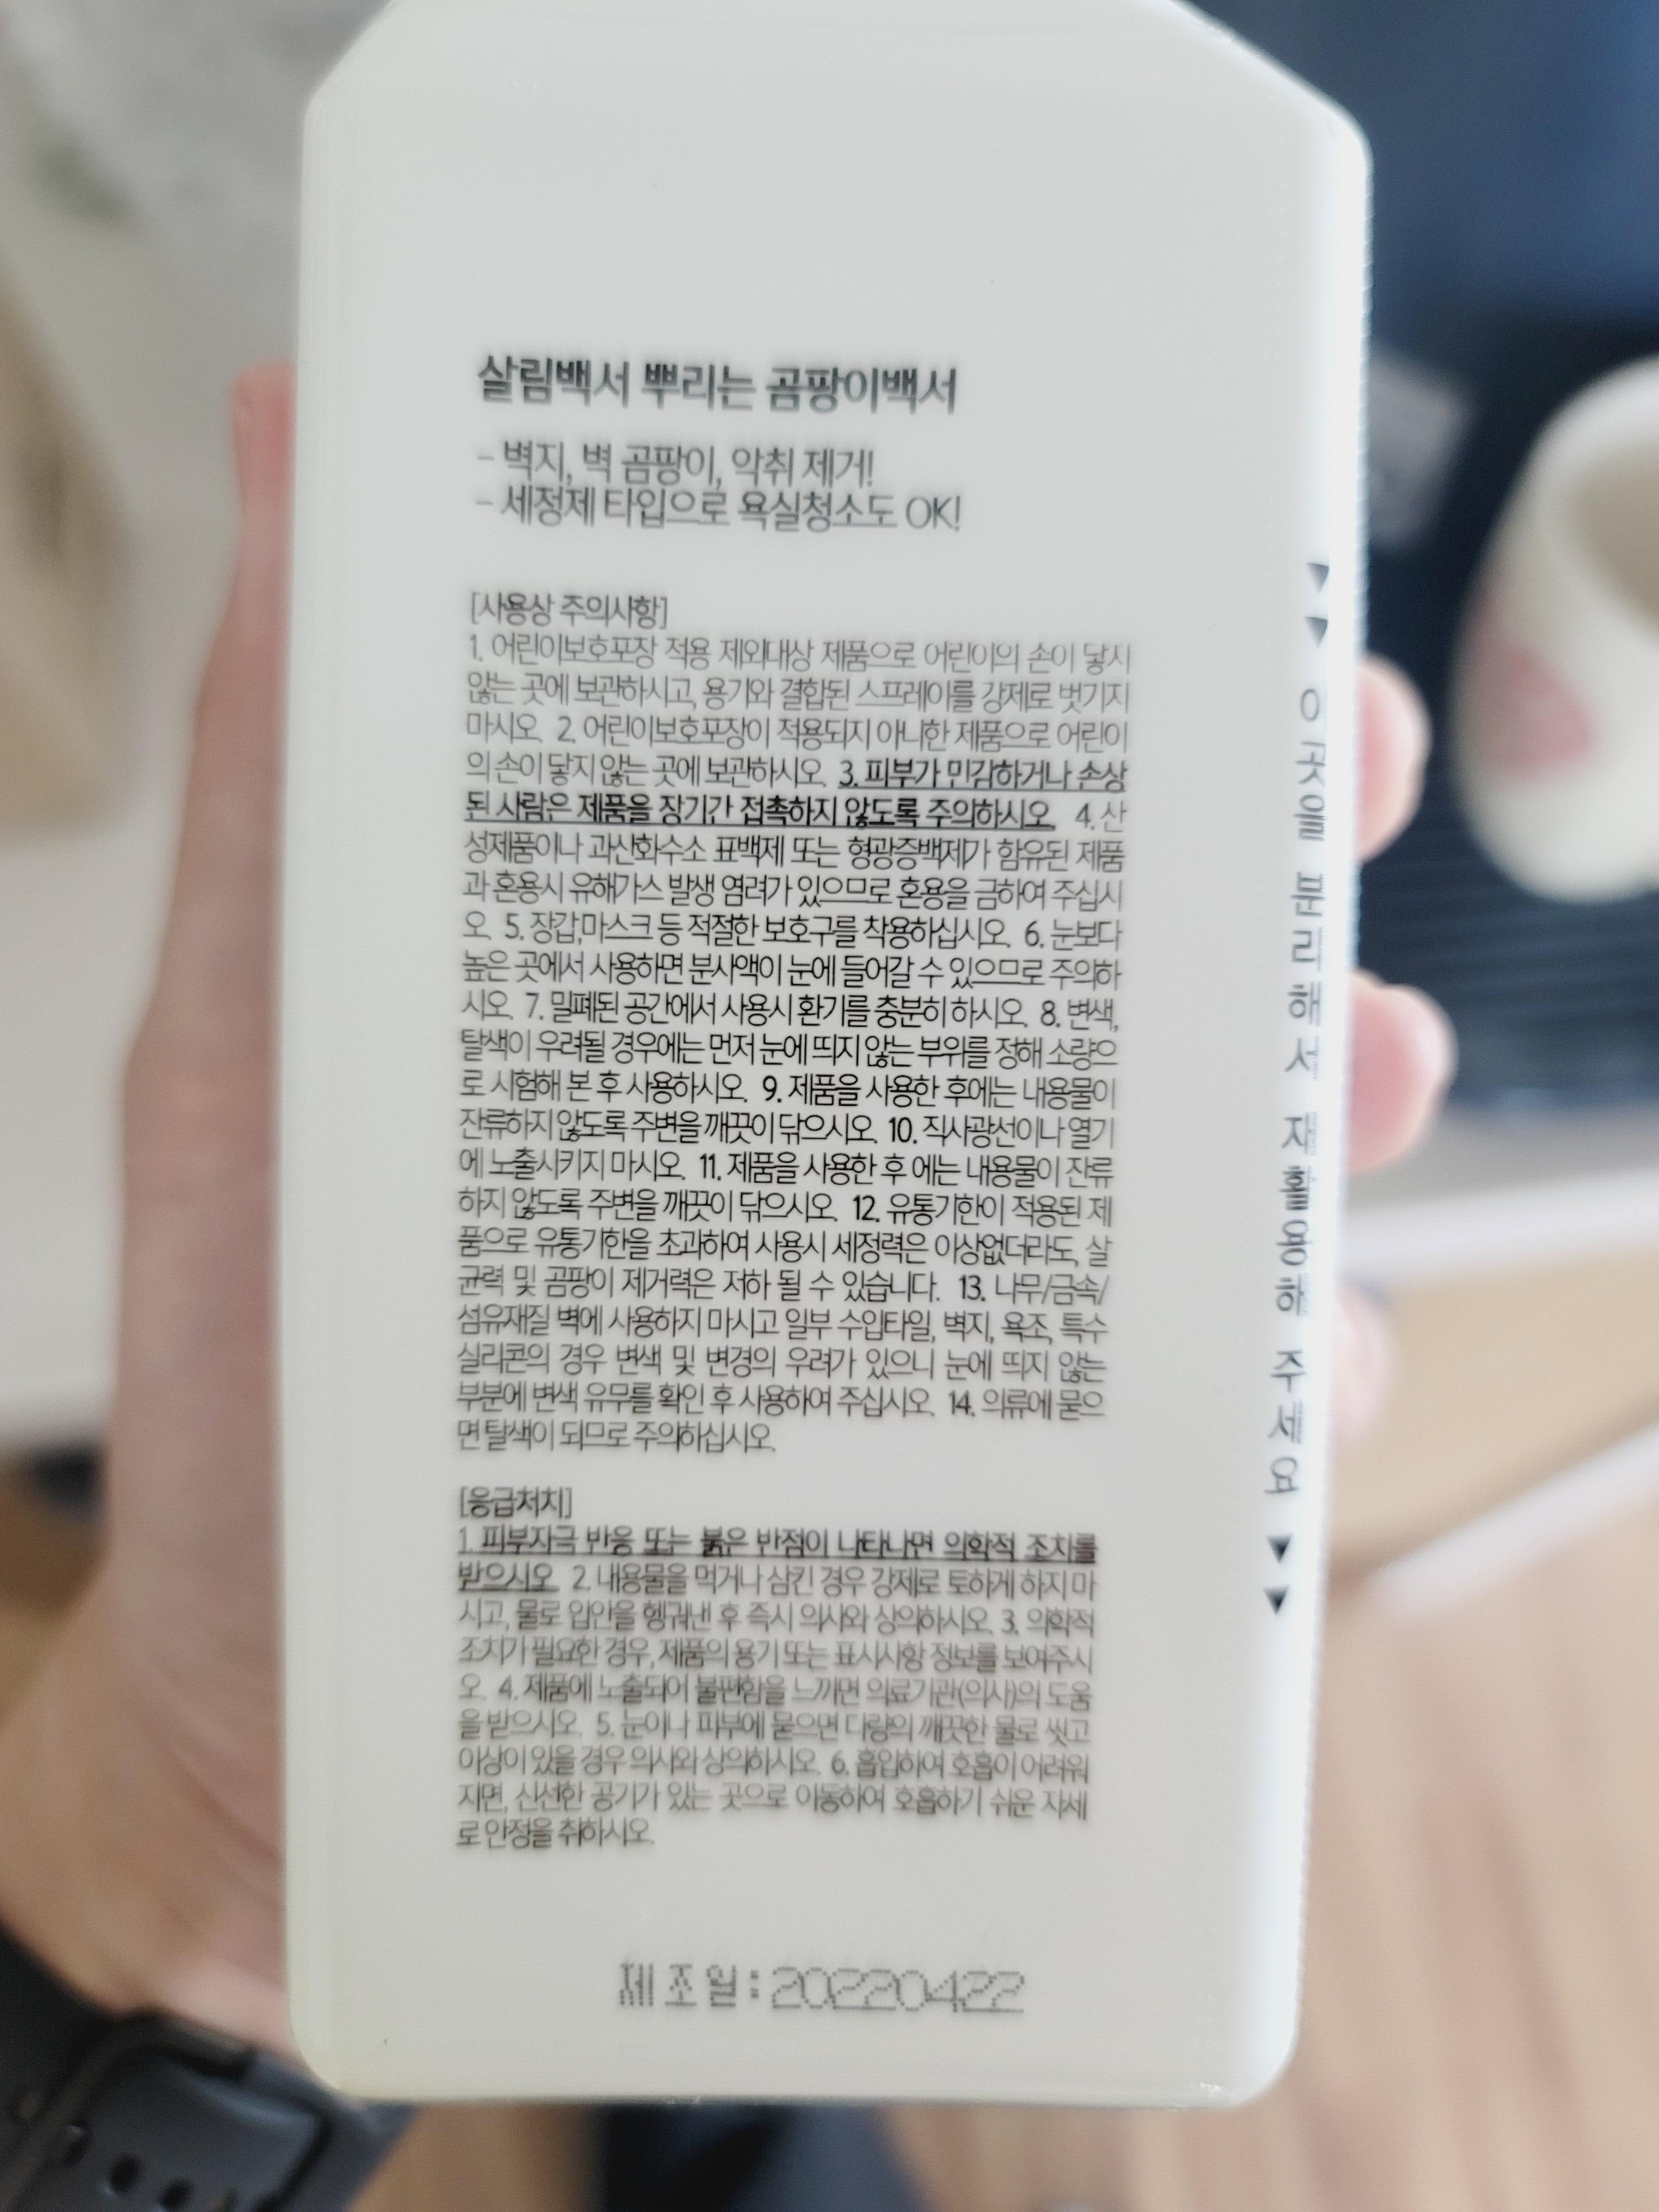 살림백서 뿌리는 곰팡이백서
- 벽지, 벽 곰팡이, 악취 제거!
- 세정제 타입으로 욕실청소도 OK!
[사용상 주의사항]
1. 어린이보호포장 적용 제외대상 제품으로 어린이의 손이 닿지
않는 곳에 보관하시고, 용기와 결합된 스프레이를 강제로 벗기지
마시오. 2. 어린이보호포장이 적용되지 아니한 제품으로 어린이
의 손이 닿지 않는 곳에 보관하시오. 3. 피부가 민감하거나 손상
된 사람은 제품을 장기간 접촉하지 않도록 주의하시오. 4. 산
성제품이나 과산화수소 표백제 또는 형광증백제가 함유된 제품
과 혼용시 유해가스 발생 염려가 있으므로 혼용을 금하여 주십시
오. 5. 장갑,마스크 등 적절한 보호구를 착용하십시오. 6. 눈보다
높은 곳에서 사용하면 분사액이 눈에 들어갈 수 있으므로 주의하
시오. 7. 밀폐된 공간에서 사용시 환기를 충분히 하시오. 8. 변색,
탈색이 우려될 경우에는 먼저 눈에 띄지 않는 부위를 정해 소량으
로 시험해 본 후 사용하시오. 9. 제품을 사용한 후에는 내용물이
잔류하지 않도록 주변을 깨끗이 닦으시오. 10. 직사광선이나 열기
에 노출시키지 마시오. 11. 제품을 사용한 후 에는 내용물이 잔류
하지 않도록 주변을 깨끗이 닦으시오. 12. 유통기한이 적용된 제
품으로 유통기한을 초과하여 사용시 세정력은 이상없더라도, 살
균력 및 곰팡이 제거력은 저하 될 수 있습니다. 13. 나무/금속/
섬유재질 벽에 사용하지 마시고 일부 수입타일, 벽지, 욕조, 특수
실리콘의 경우 변색 및 변경의 우려가 있으니 눈에 띄지 않는
부분에 변색 유무를 확인 후 사용하여 주십시오. 14. 의류에 묻으
면 탈색이 되므로 주의하십시오.
[응급처치]
1. 피부자극 반응 또는 붉은 반점이 나타나면 의학적 조치를
받으시오. 2. 내용물을 먹거나 삼킨 경우 강제로 토하게 하지 마
시고, 물로 입안을 헹궈낸 후 즉시 의사와 상의하시오. 3. 의학적
조치가 필요한 경우, 제품의 용기 또는 표시사항 정보를 보여주시
오. 4. 제품에 노출되어 불편함을 느끼면 의료기관(의사)의 도움
을 받으시오. 5. 눈이나 피부에 묻으면 다량의 깨끗한 물로 씻고
이상이 있을 경우 의사와 상의하시오. 6. 흡입하여 호흡이 어려워
지면, 신선한 공기가 있는 곳으로 이동하여 호흡하기 쉬운 자세
로 안정을 취하시오.
제조일:20220422
▼▼ 이곳을 분리해서 재활용해 주세요 ▼▼